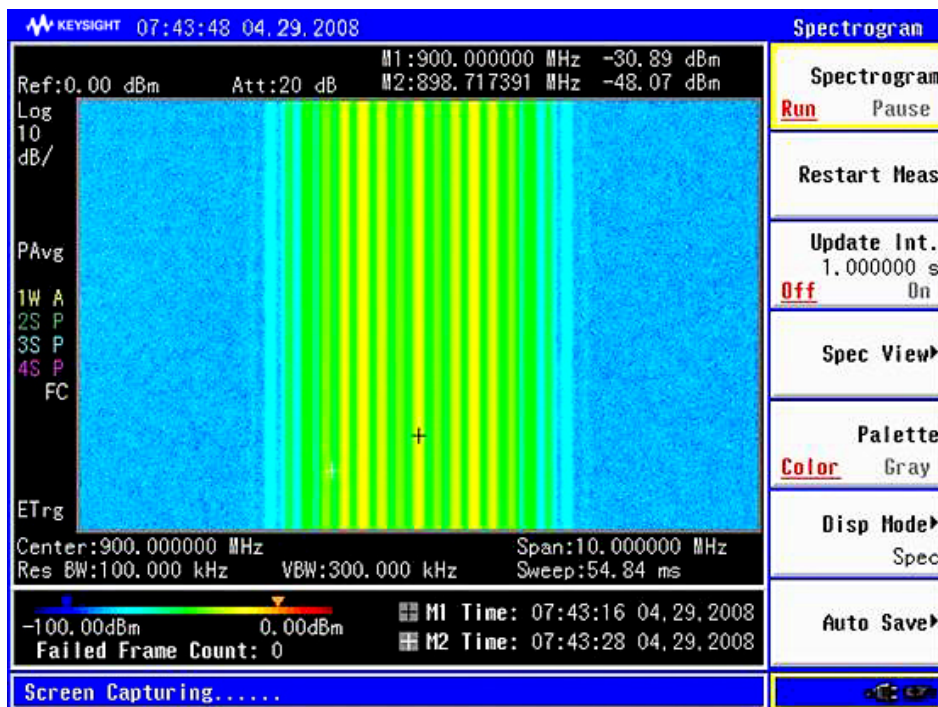 KEYSIGHT 07:43:48 04.29.2008
Spectrogram
M1:900.000000 MHz -30.89 dBm
Ref:0.00 dBm Att:20 dB M2:898.717391 MHz -48.07 dBm
Log
10
dB/
PAvg
1W A
2S P
3S P
4S P
FC
ETrg
Center:900.000000 MHz Span:10.000000 MHz
Res BW:100.000 kHz VBW:300.000 kHz Sweep:54.84 ms
-100.00dBm 0.00dBm
Failed Frame Count: 0
M1 Time: 07:43:16 04.29.2008
M2 Time: 07:43:28 04.29.2008
Screen Capturing......
Spectrogram
Run Pause
Restart Meas
Update Int.
1.000000 s
Off On
Spec View
Palette
Color Gray
Disp Mode
Spec
Auto Save